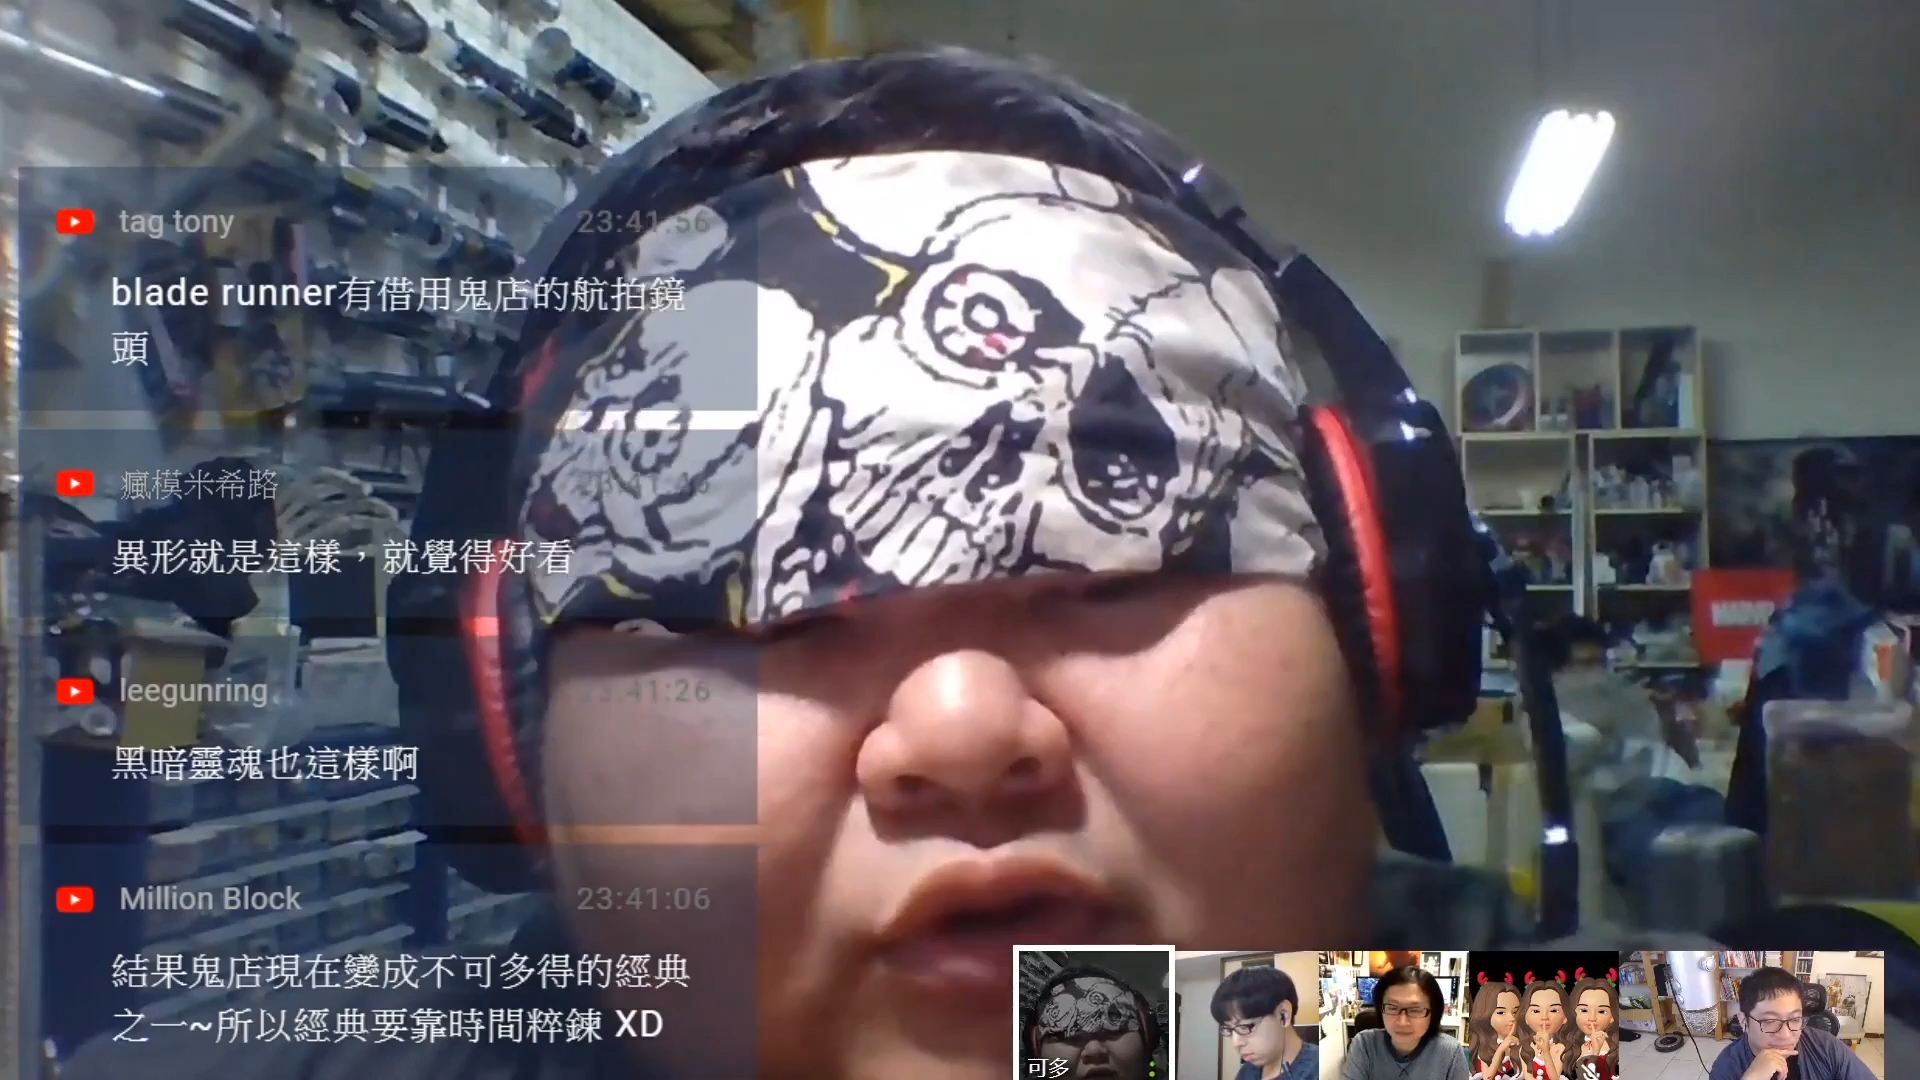 tag tony
23:41:56
blade runner有借用鬼店的航拍鏡
頭
瘋模米希路
異形就是這樣，就覺得好看
leegunring
23:41:26
黑暗靈魂也這樣啊
Million Block
23:41:06
結果鬼店現在變成不可多得的經典
之一~所以經典要靠時間粹鍊 XD
可多